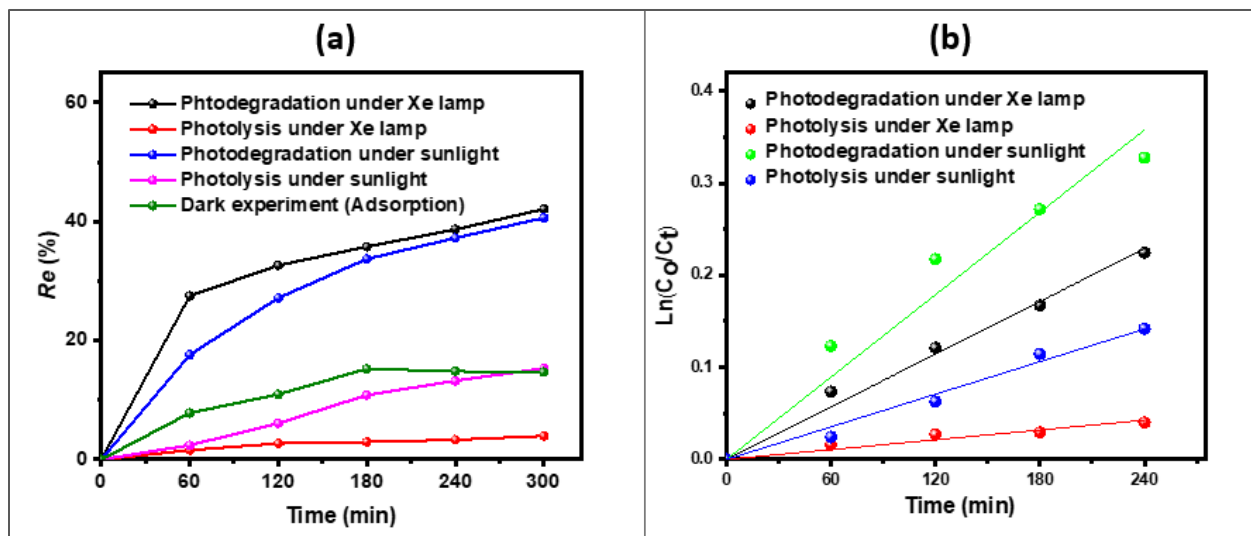 (a)
60
40
20
0
Re (%)
Phtodegradation under Xe lamp
Photolysis under Xe lamp
Photodegradation under sunlight
Photolysis under sunlight
Dark experiment (Adsorption)
0 60 120 180 240 300
Time (min)
(b)
0.4
0.3
0.2
0.1
0.0
Ln(Co/Ct)
Photodegradation under Xe lamp
Photolysis under Xe lamp
Photodegradation under sunlight
Photolysis under sunlight
0 60 120 180 240
Time (min)